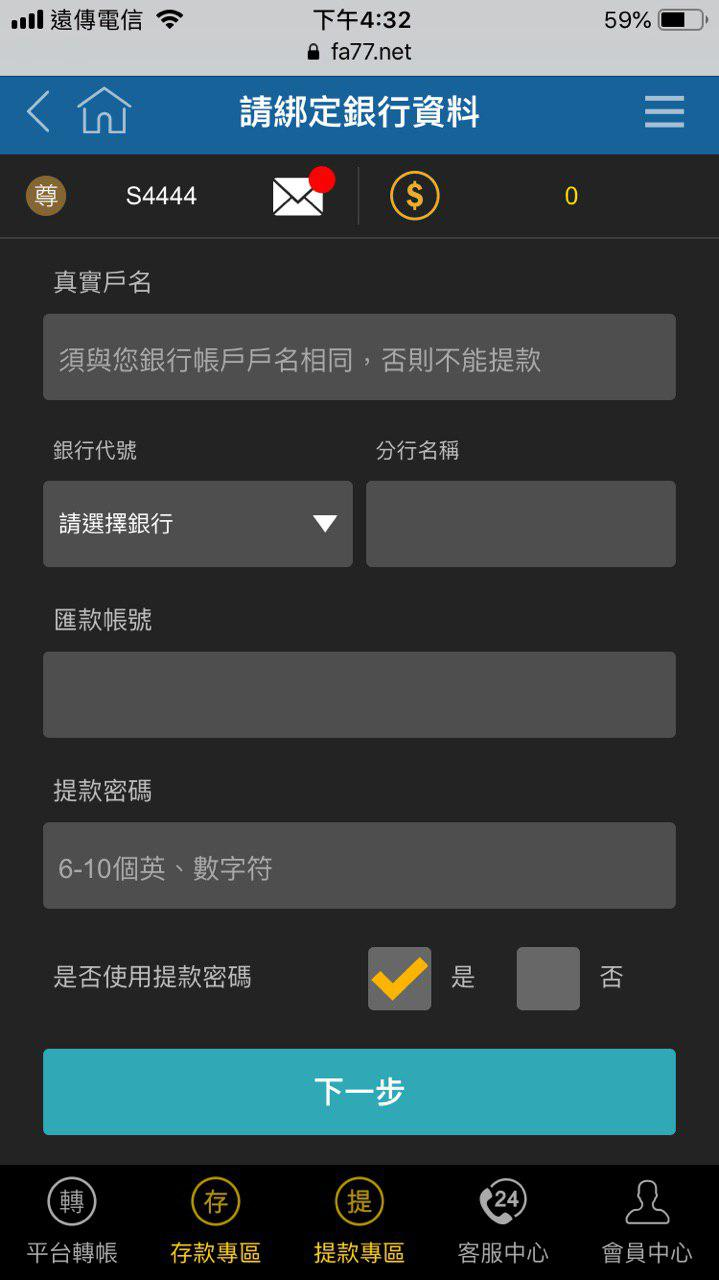 遠傳電信 下午4:32 59%
fa77.net
請綁定銀行資料
尊 S4444 $ 0
真實戶名
須與您銀行帳戶戶名相同，否則不能提款
銀行代號 分行名稱
請選擇銀行
匯款帳號
提款密碼
6-10個英、數字符
是否使用提款密碼 是 否
下一步
轉 存 提 24
平台轉帳 存款專區 提款專區 客服中心 會員中心